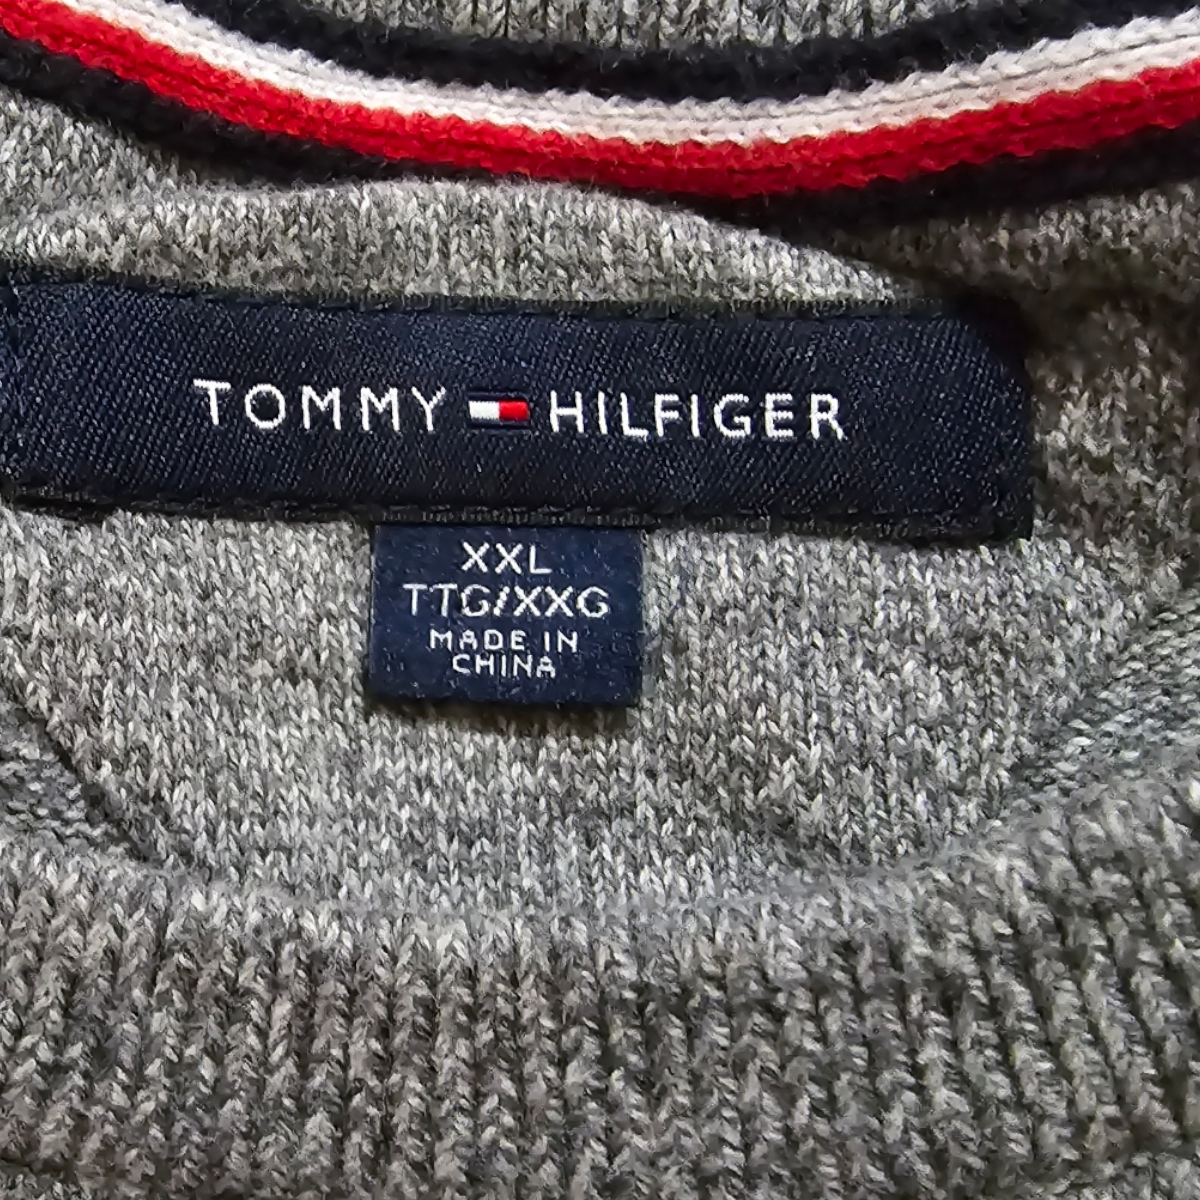 TOMMY HILFIGER
XXL
TTG/XXG
MADE IN
CHINA